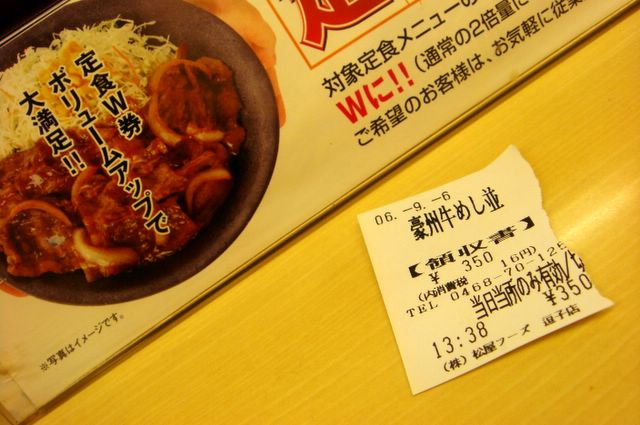 定食W券
ボリュームアップで
大満足!!
※写真はイメージです。
対象定食メニューの
Wに!!(通常の2倍量に
ご希望のお客様は、お気軽に従業
06.-9.-6
豪州牛めし並
【領収書】
¥ 350
(内消費税 16円)
TEL 0468-70-125
当日当所のみ有効
¥350
13:38
(株)松屋フーズ 逗子店